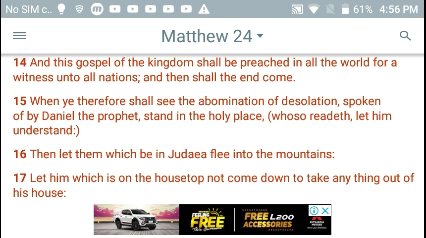 No SIM c..
61% 4:56 PM
Matthew 24
14 And this gospel of the kingdom shall be preached in all the world for a
witness unto all nations; and then shall the end come.
15 When ye therefore shall see the abomination of desolation, spoken
of by Daniel the prophet, stand in the holy place, (whoso readeth, let him
understand:)
16 Then let them which be in Judaea flee into the mountains:
17 Let him which is on the housetop not come down to take any thing out of
his house:
FEELING
FREE
FREE L200
ACCESSORIES